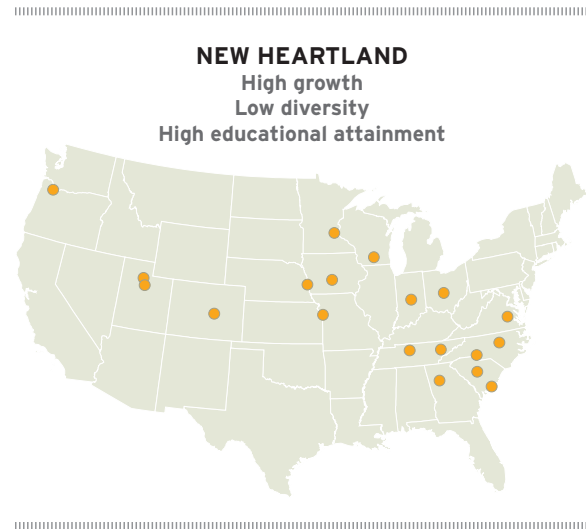 NEW HEARTLAND
High growth
Low diversity
High educational attainment